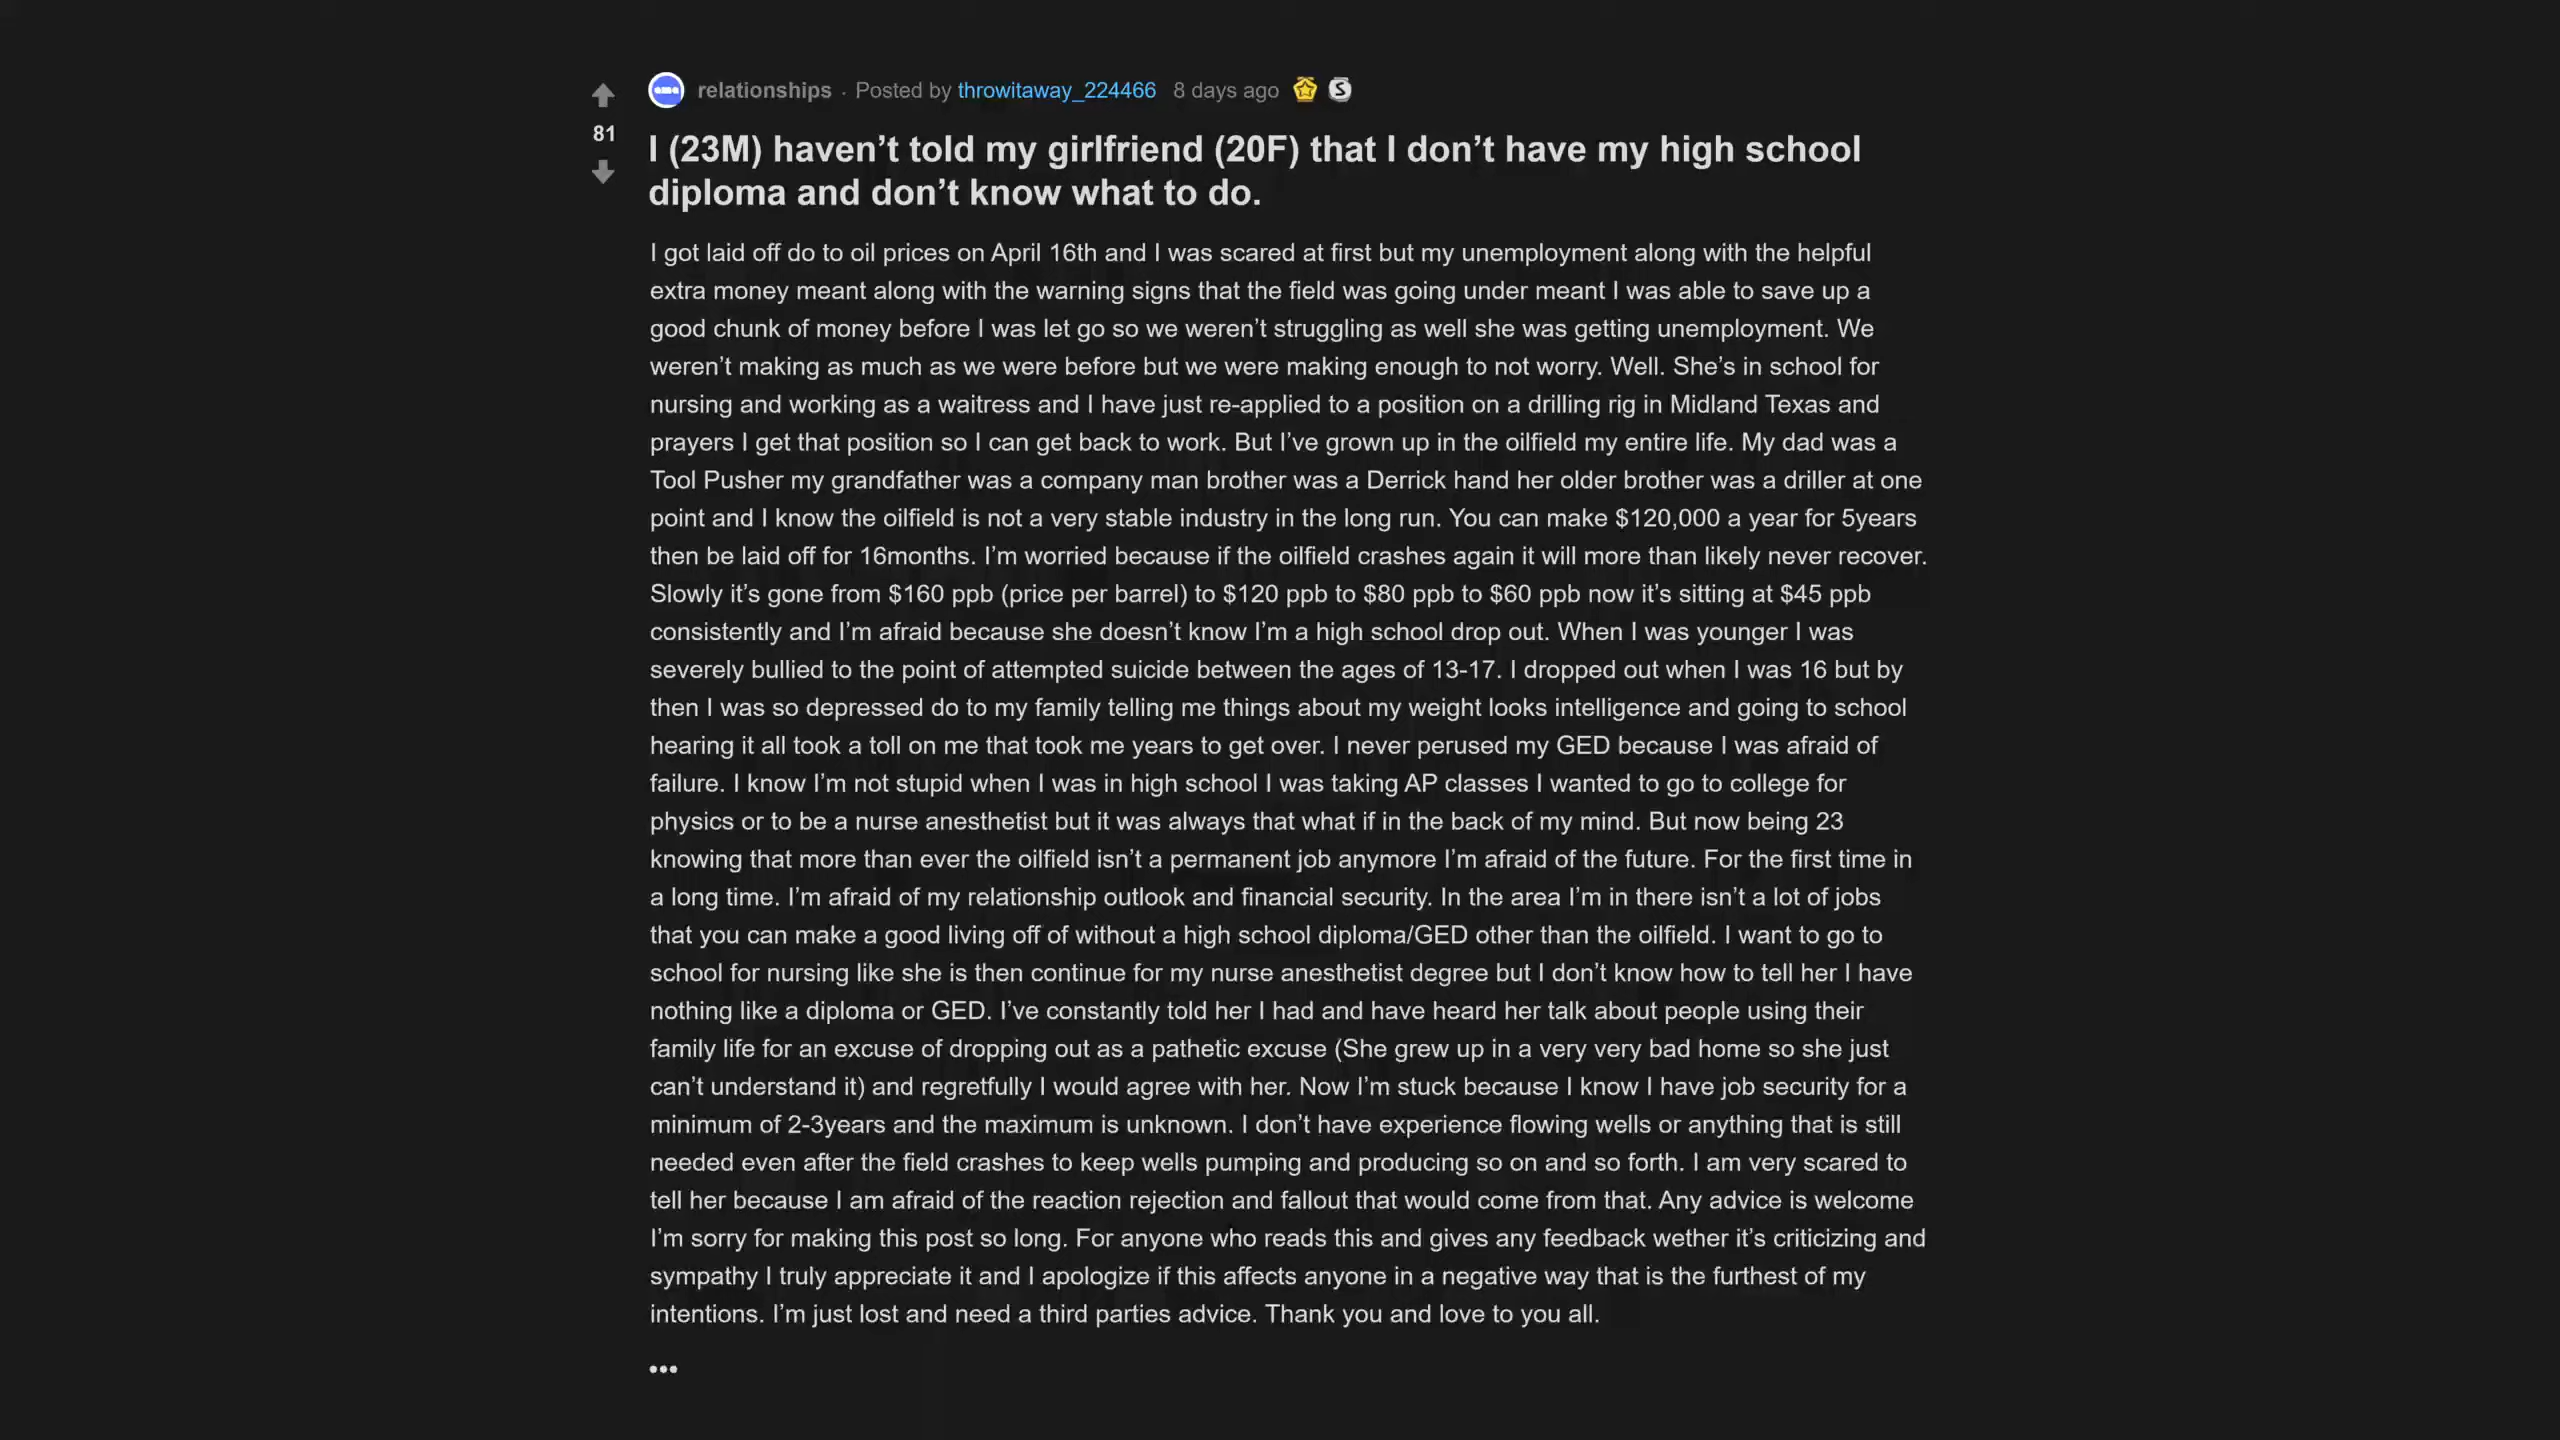 relationships · Posted by throwitaway_224466 8 days ago
81
I (23M) haven’t told my girlfriend (20F) that I don’t have my high school
diploma and don’t know what to do.
I got laid off do to oil prices on April 16th and I was scared at first but my unemployment along with the helpful
extra money meant along with the warning signs that the field was going under meant I was able to save up a
good chunk of money before I was let go so we weren’t struggling as well she was getting unemployment. We
weren’t making as much as we were before but we were making enough to not worry. Well. She’s in school for
nursing and working as a waitress and I have just re-applied to a position on a drilling rig in Midland Texas and
prayers I get that position so I can get back to work. But I’ve grown up in the oilfield my entire life. My dad was a
Tool Pusher my grandfather was a company man brother was a Derrick hand her older brother was a driller at one
point and I know the oilfield is not a very stable industry in the long run. You can make $120,000 a year for 5years
then be laid off for 16months. I’m worried because if the oilfield crashes again it will more than likely never recover.
Slowly it’s gone from $160 ppb (price per barrel) to $120 ppb to $80 ppb to $60 ppb now it’s sitting at $45 ppb
consistently and I’m afraid because she doesn’t know I’m a high school drop out. When I was younger I was
severely bullied to the point of attempted suicide between the ages of 13-17. I dropped out when I was 16 but by
then I was so depressed do to my family telling me things about my weight looks intelligence and going to school
hearing it all took a toll on me that took me years to get over. I never perused my GED because I was afraid of
failure. I know I’m not stupid when I was in high school I was taking AP classes I wanted to go to college for
physics or to be a nurse anesthetist but it was always that what if in the back of my mind. But now being 23
knowing that more than ever the oilfield isn’t a permanent job anymore I’m afraid of the future. For the first time in
a long time. I’m afraid of my relationship outlook and financial security. In the area I’m in there isn’t a lot of jobs
that you can make a good living off of without a high school diploma/GED other than the oilfield. I want to go to
school for nursing like she is then continue for my nurse anesthetist degree but I don’t know how to tell her I have
nothing like a diploma or GED. I’ve constantly told her I had and have heard her talk about people using their
family life for an excuse of dropping out as a pathetic excuse (She grew up in a very very bad home so she just
can’t understand it) and regretfully I would agree with her. Now I’m stuck because I know I have job security for a
minimum of 2-3years and the maximum is unknown. I don’t have experience flowing wells or anything that is still
needed even after the field crashes to keep wells pumping and producing so on and so forth. I am very scared to
tell her because I am afraid of the reaction rejection and fallout that would come from that. Any advice is welcome
I’m sorry for making this post so long. For anyone who reads this and gives any feedback wether it’s criticizing and
sympathy I truly appreciate it and I apologize if this affects anyone in a negative way that is the furthest of my
intentions. I’m just lost and need a third parties advice. Thank you and love to you all.